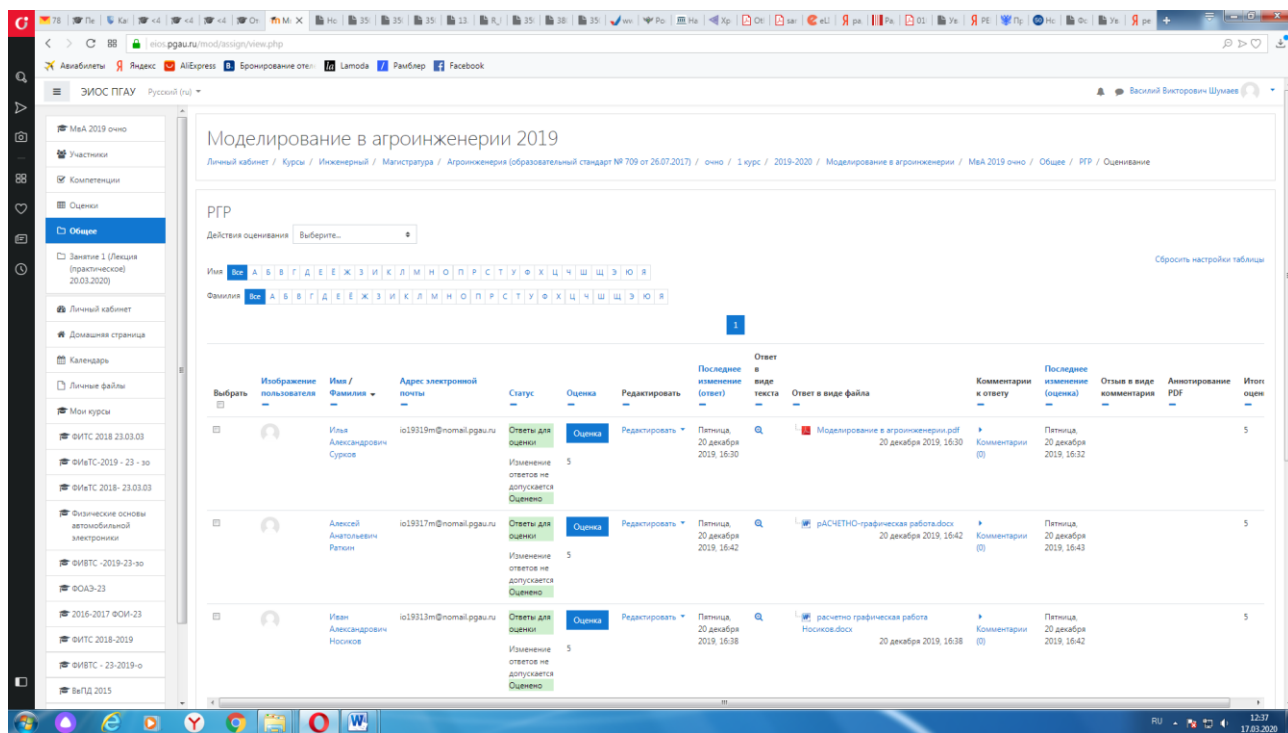 eios.pgau.ru/mod/assign/view.php
Авиабилеты Яндекс AliExpress Бронирование отел Lamoda Рамблер Facebook
ЭИОС ПГАУ Русский (ru)
Василий Викторович Шумаев
МвА 2019 очно
Участники
Компетенции
Оценки
Общее
Занятие 1 (Лекция
(практическое)
20.03.2020)
Личный кабинет
Домашняя страница
Календарь
Личные файлы
Мои курсы
ФИТС 2018 23.03.03
ФИвТС-2019 - 23 - зо
ФИвТС 2018- 23.03.03
Физические основы
автомобильной
электроники
ФИВТС -2019-23-зо
ФОАЭ-23
2016-2017 ФОИ-23
ФИТС 2018-2019
ФИВТС - 23-2019-о
ВвПД 2015
Моделирование в агроинженерии 2019
Личный кабинет / Курсы / Инженерный / Магистратура / Агроинженерия (образовательный стандарт № 709 от 26.07.2017) / очно / 1 курс / 2019-2020 / Моделирование в агроинженерии / МвА 2019 очно / Общее / РГР / Оценивание
РГР
Действия оценивания Выберите...
Сбросить настройки таблицы
Имя Все А Б В Г Д Е Ё Ж З И К Л М Н О П Р С Т У Ф Х Ц Ч Ш Щ Э Ю Я
Фамилия Все А Б В Г Д Е Ё Ж З И К Л М Н О П Р С Т У Ф Х Ц Ч Ш Щ Э Ю Я
1
Выбрать
Изображение
пользователя
Имя /
Фамилия
Адрес электронной
почты
Статус
Оценка
Редактировать
Последнее
изменение
(ответ)
Ответ
в
виде
текста
Ответ в виде файла
Комментарии
к ответу
Последнее
изменение
(оценка)
Отзыв в виде
комментария
Аннотирование
PDF
Итого
оцен
Илья
Александрович
Сурков
io19319m@nomail.pgau.ru
Ответы для
оценки
Изменение
ответов не
допускается
Оценено
Оценка
5
Редактировать
Пятница,
20 декабря
2019, 16:30
Моделирование в агроинженерии.pdf
20 декабря 2019, 16:30
Комментарии
(0)
Пятница,
20 декабря
2019, 16:32
5
Алексей
Анатольевич
Раткин
io19317m@nomail.pgau.ru
Ответы для
оценки
Изменение
ответов не
допускается
Оценено
Оценка
5
Редактировать
Пятница,
20 декабря
2019, 16:42
рАСЧЕТНО-графическая работа.docx
20 декабря 2019, 16:42
Комментарии
(0)
Пятница,
20 декабря
2019, 16:43
5
Иван
Александрович
Носиков
io19313m@nomail.pgau.ru
Ответы для
оценки
Изменение
ответов не
допускается
Оценено
Оценка
5
Редактировать
Пятница,
20 декабря
2019, 16:38
расчетно графическая работа
Носиков.docx
20 декабря 2019, 16:38
Комментарии
(0)
Пятница,
20 декабря
2019, 16:42
5
RU
12:37
17.03.2020